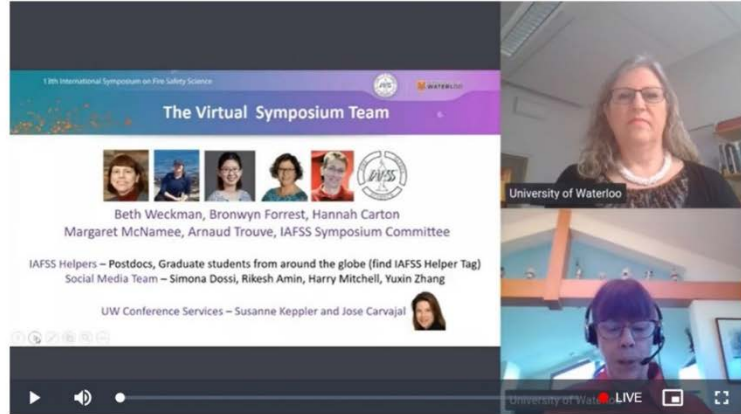 13th International Symposium on Fire Safety Science
WATERLOO
The Virtual Symposium Team
IAFSS
Beth Weckman, Bronwyn Forrest, Hannah Carton
Margaret McNamee, Arnaud Trouve, IAFSS Symposium Committee
IAFSS Helpers – Postdocs, Graduate students from around the globe (find IAFSS Helper Tag)
Social Media Team – Simona Dossi, Rikesh Amin, Harry Mitchell, Yuxin Zhang
UW Conference Services – Susanne Keppler and Jose Carvajal
University of Waterloo
University of Waterloo
LIVE